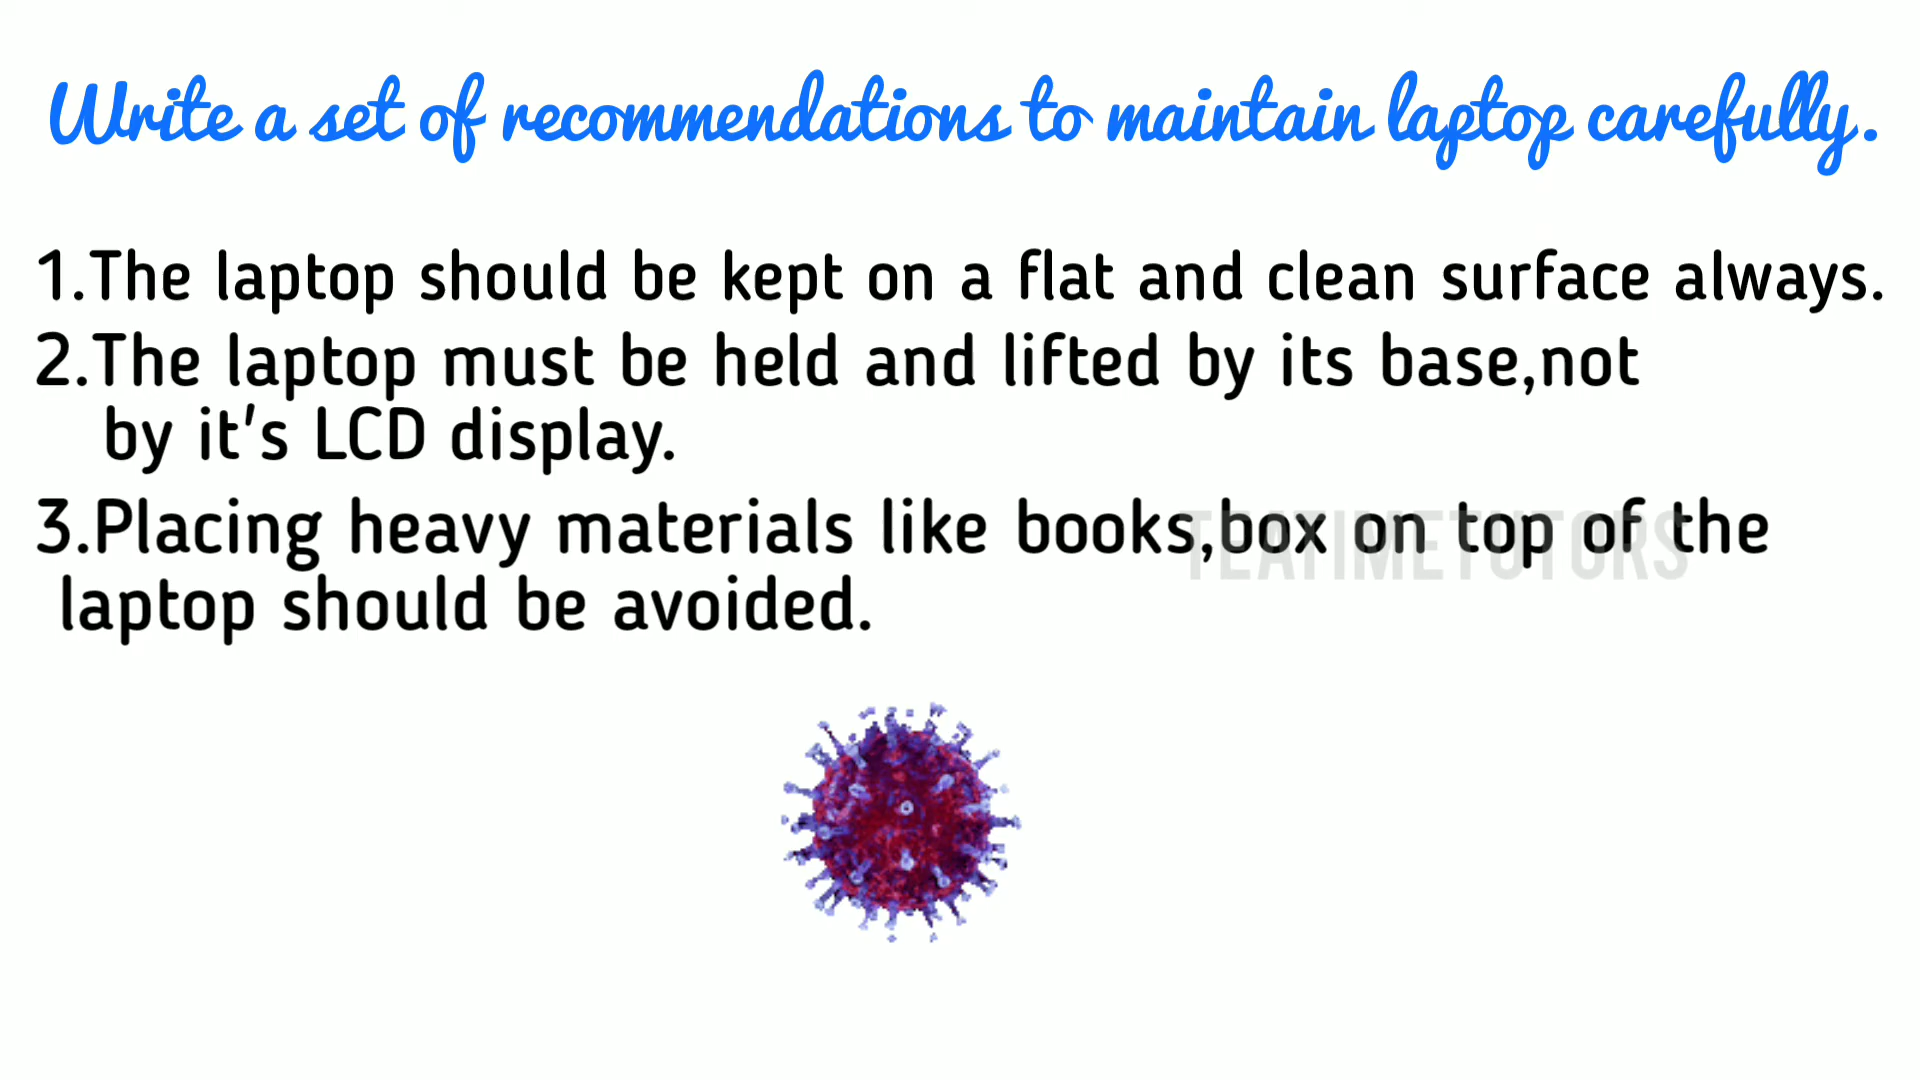 Write a set of recommendations to maintain laptop carefully.
1.The laptop should be kept on a flat and clean surface always.
2.The laptop must be held and lifted by its base,not
by it's LCD display.
3.Placing heavy materials like books,box on top of the
TEATIMETUTORS
laptop should be avoided.